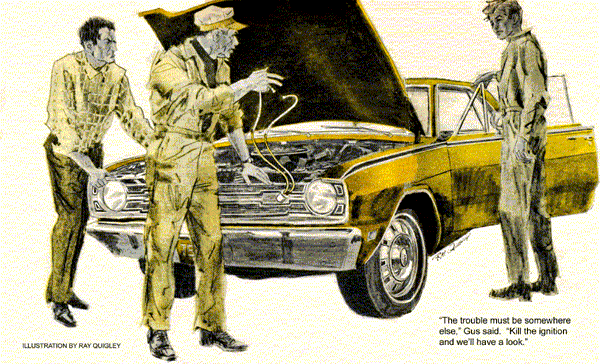 "The trouble must be somewhere
else," Gus said.  "Kill the ignition
and we'll have a look."
ILLUSTRATION BY RAY QUIGLEY